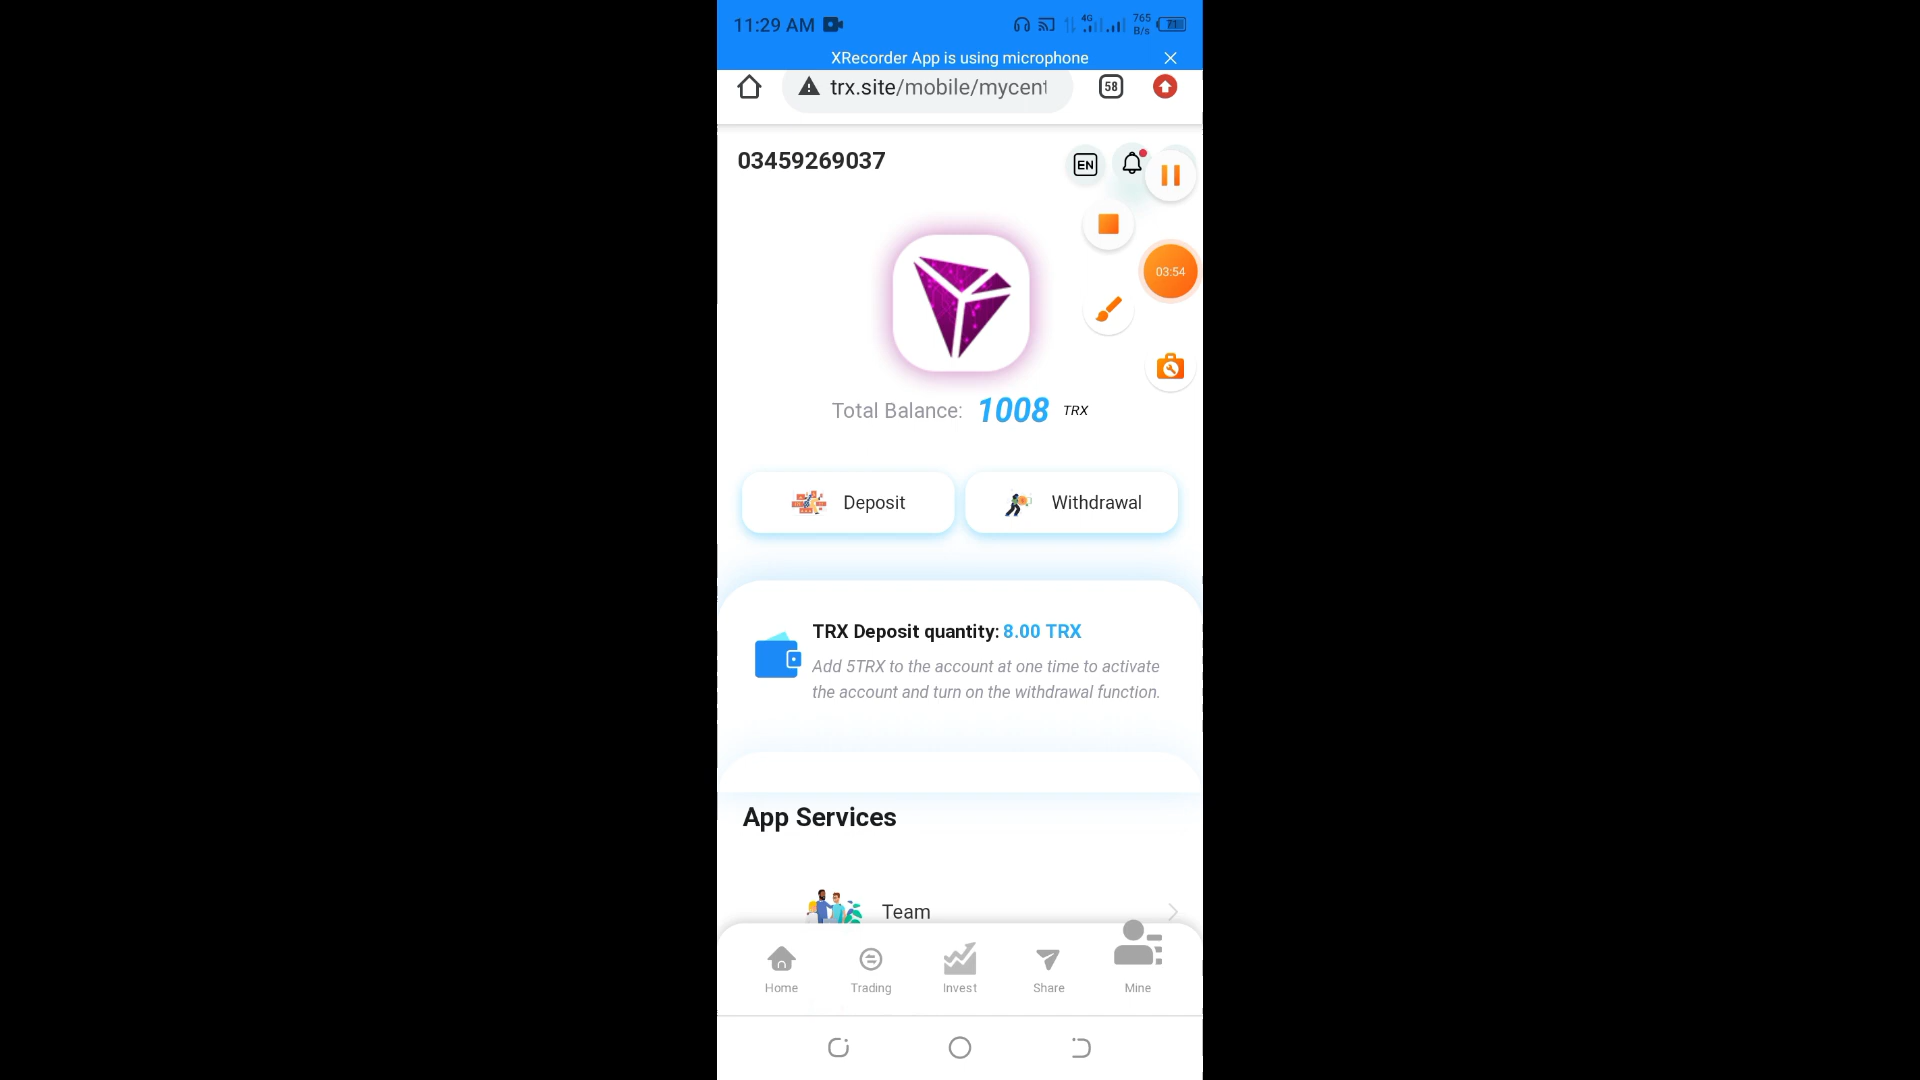 11:29 AM
4G
765
B/s
71
XRecorder App is using microphone
trx.site/mobile/mycent
58
03459269037
EN
03:54
Total Balance: 1008 TRX
Deposit
Withdrawal
TRX Deposit quantity: 8.00 TRX
Add 5TRX to the account at one time to activate
the account and turn on the withdrawal function.
App Services
Team
Home
Trading
Invest
Share
Mine